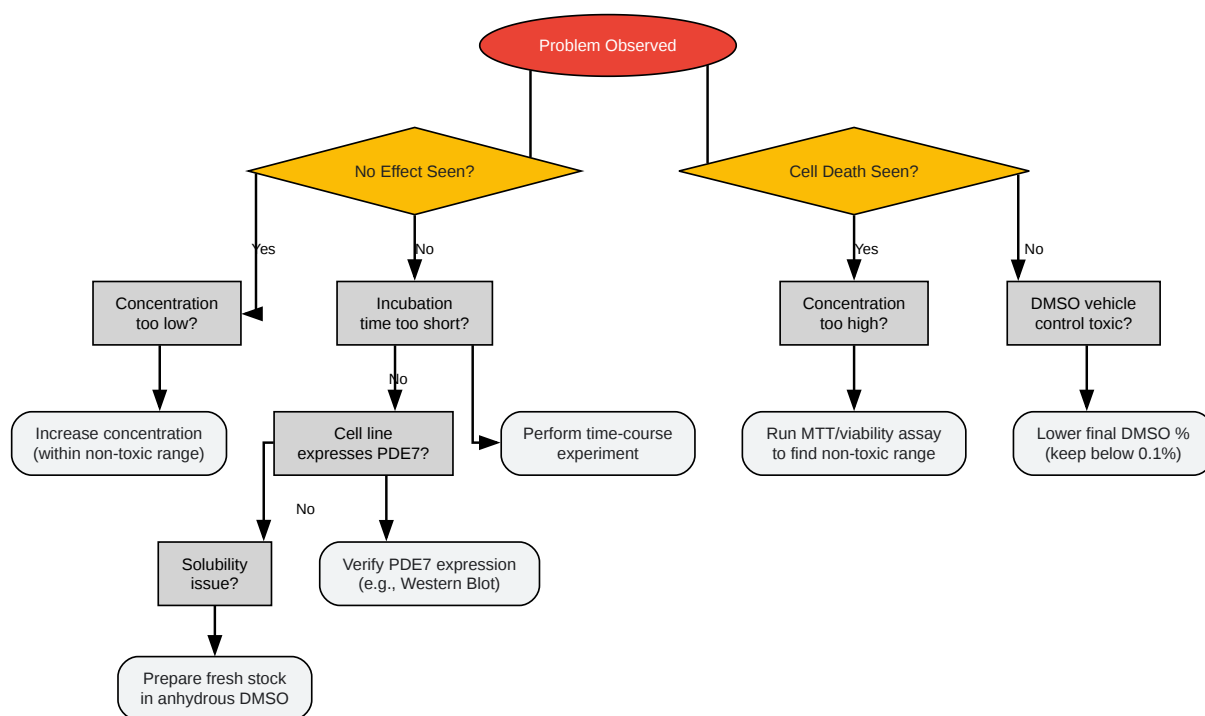 Problem Observed
No Effect Seen?
Cell Death Seen?
Yes
No
Yes
No
Concentration
too low?
Incubation
time too short?
Concentration
too high?
DMSO vehicle
control toxic?
No
Increase concentration
(within non-toxic range)
Cell line
expresses PDE7?
Perform time-course
experiment
Run MTT/viability assay
to find non-toxic range
Lower final DMSO %
(keep below 0.1%)
No
Solubility
issue?
Verify PDE7 expression
(e.g., Western Blot)
Prepare fresh stock
in anhydrous DMSO